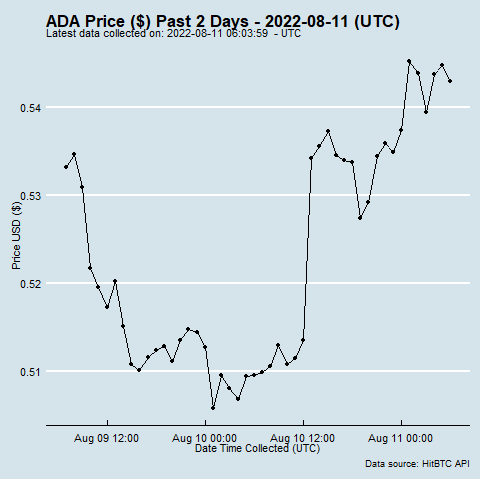 ADA Price ($) Past 2 Days - 2022-08-11 (UTC)
Latest data collected on: 2022-08-11 06:03:59  - UTC
0.54
0.53
0.52
0.51
Price USD ($)
Aug 09 12:00 Aug 10 00:00 Aug 10 12:00 Aug 11 00:00
Date Time Collected (UTC)
Data source: HitBTC API